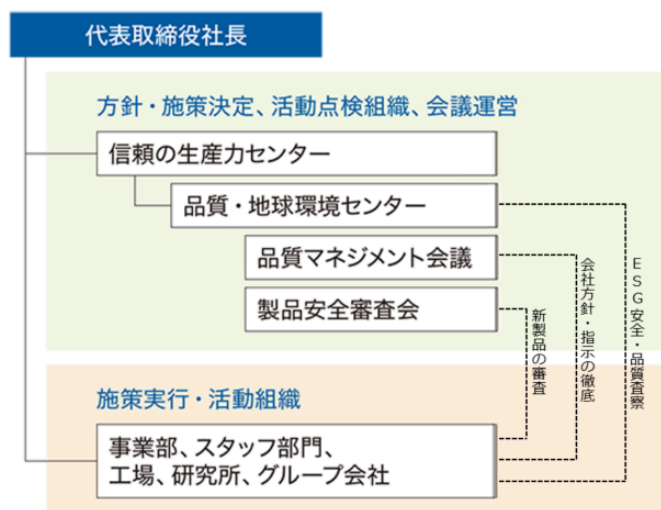 代表取締役社長
方針・施策決定、活動点検組織、会議運営
信頼の生産力センター
品質・地球環境センター
品質マネジメント会議
製品安全審査会
新製品の審査
会社方針・指示の徹底
ESG安全・品質査察
施策実行・活動組織
事業部、スタッフ部門、
工場、研究所、グループ会社